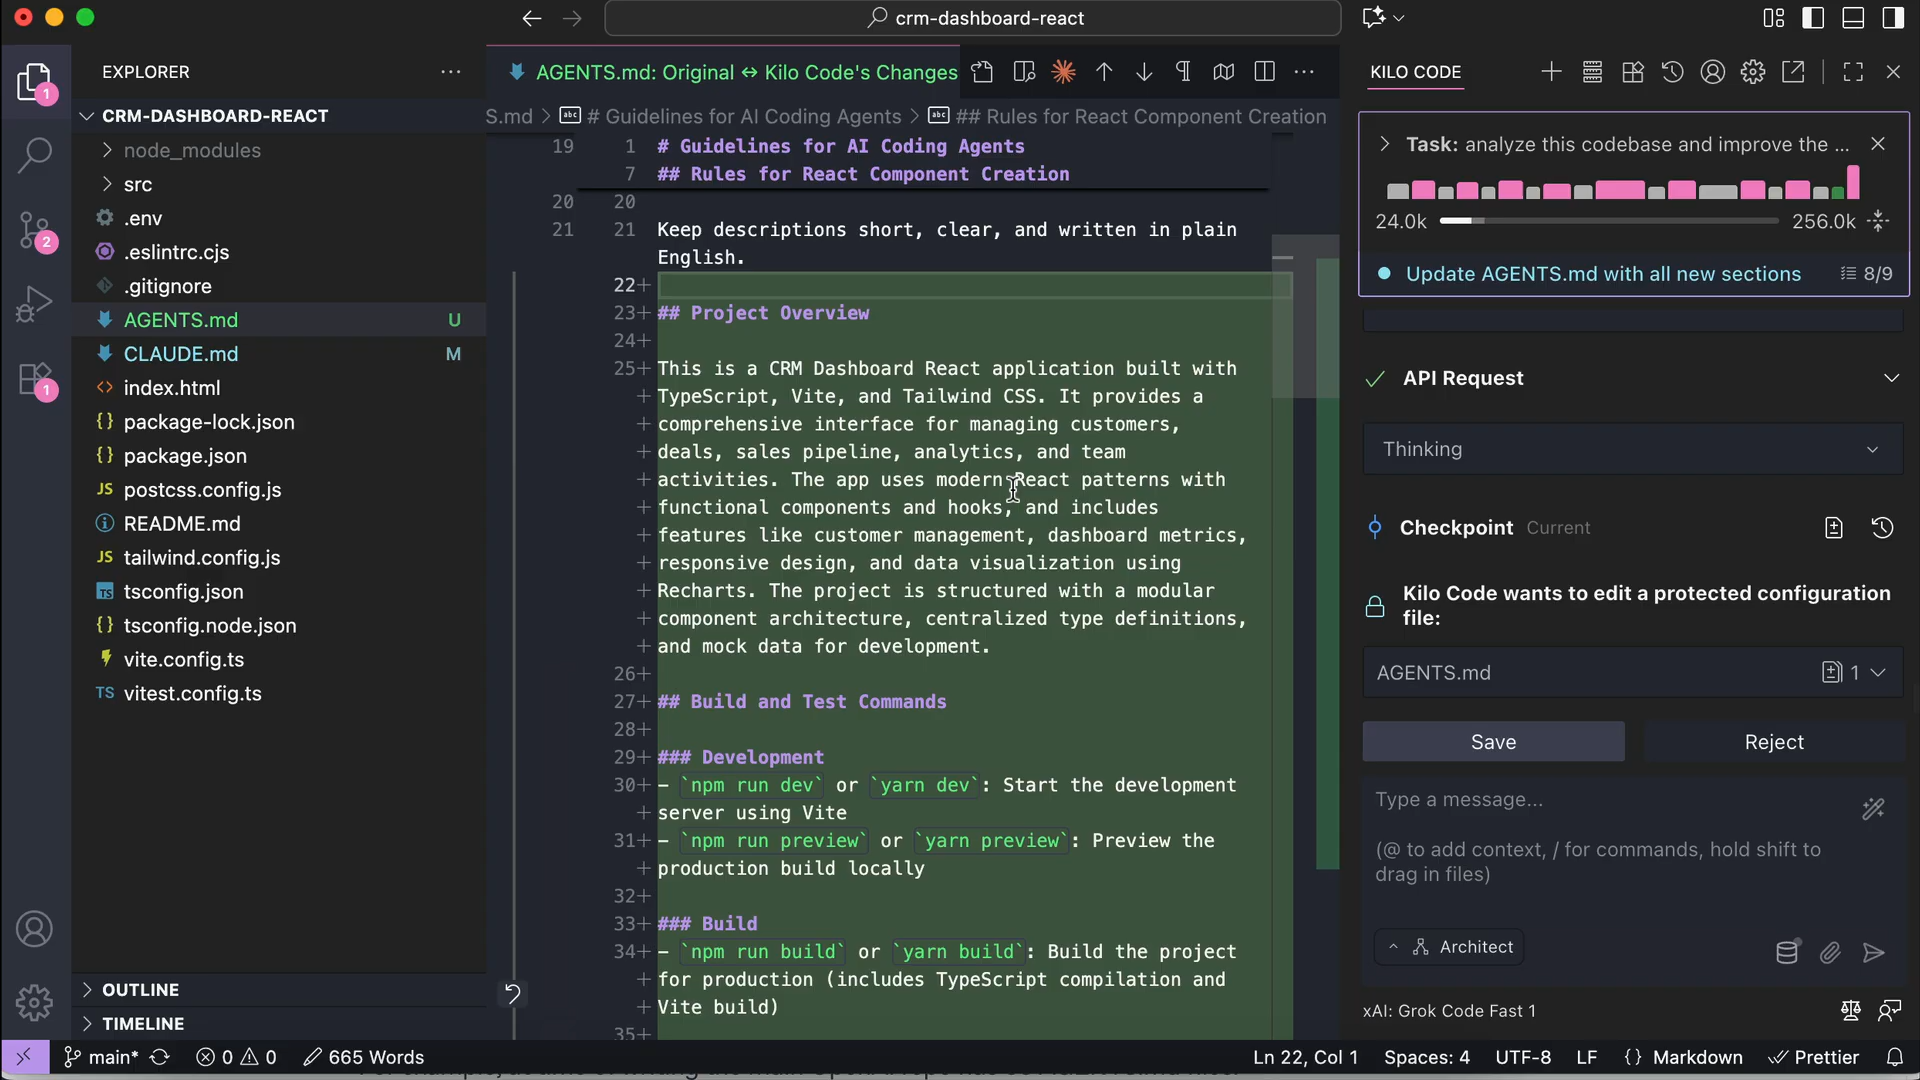 crm-dashboard-react
EXPLORER
CRM-DASHBOARD-REACT
node_modules
src
.env
.eslintrc.cjs
.gitignore
AGENTS.md U
CLAUDE.md M
index.html
package-lock.json
package.json
postcss.config.js
README.md
tailwind.config.js
tsconfig.json
tsconfig.node.json
vite.config.ts
vitest.config.ts
OUTLINE
TIMELINE
1
2
1
AGENTS.md: Original ↔ Kilo Code's Changes
S.md > # Guidelines for AI Coding Agents > ## Rules for React Component Creation
19 1 # Guidelines for AI Coding Agents
7 ## Rules for React Component Creation
20 20
21 21 Keep descriptions short, clear, and written in plain
English.
22+
23+ ## Project Overview
24+
25+ This is a CRM Dashboard React application built with
+ TypeScript, Vite, and Tailwind CSS. It provides a
+ comprehensive interface for managing customers,
+ deals, sales pipeline, analytics, and team
+ activities. The app uses modern React patterns with
+ functional components and hooks, and includes
+ features like customer management, dashboard metrics,
+ responsive design, and data visualization using
+ Recharts. The project is structured with a modular
+ component architecture, centralized type definitions,
+ and mock data for development.
26+
27+ ## Build and Test Commands
28+
29+ ### Development
30+ - `npm run dev` or `yarn dev`: Start the development
+ server using Vite
31+ - `npm run preview` or `yarn preview`: Preview the
+ production build locally
32+
33+ ### Build
34+ - `npm run build` or `yarn build`: Build the project
+ for production (includes TypeScript compilation and
+ Vite build)
35+
KILO CODE
Task: analyze this codebase and improve the ...
24.0k 256.0k
Update AGENTS.md with all new sections 8/9
API Request
Thinking
Checkpoint Current
Kilo Code wants to edit a protected configuration
file:
AGENTS.md 1
Save Reject
Type a message...
(@ to add context, / for commands, hold shift to
drag in files)
Architect
xAI: Grok Code Fast 1
main* 0 0 665 Words Ln 22, Col 1 Spaces: 4 UTF-8 LF {} Markdown Prettier